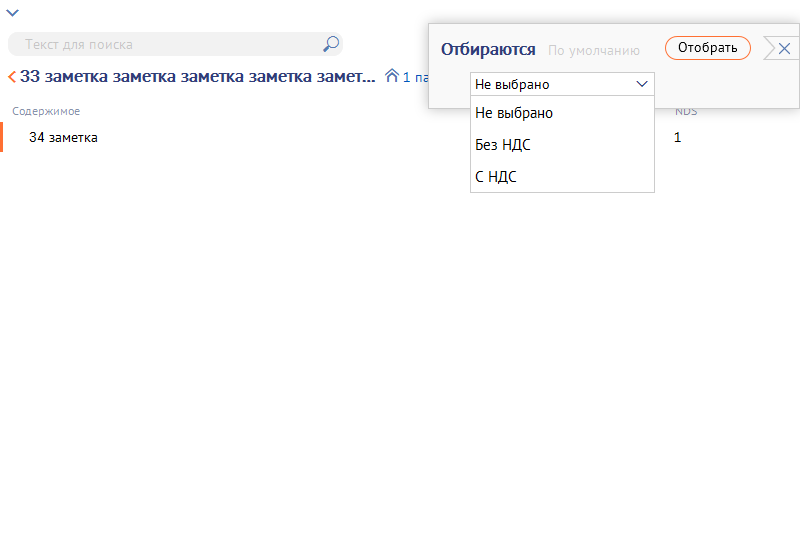 Текст для поиска
Отбираются По умолчанию Отобрать
33 заметка заметка заметка заметка замет... 1 па
Не выбрано
Содержимое NDS
Не выбрано
34 заметка 1
Без НДС
С НДС